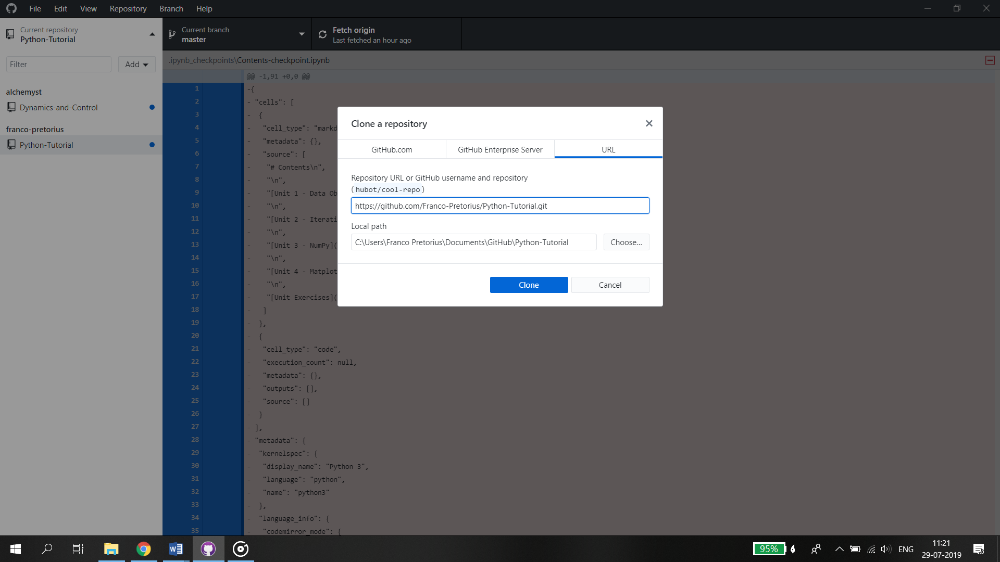 File Edit View Repository Branch Help
Current repository
Python-Tutorial
Current branch
master
Fetch origin
Last fetched an hour ago
Filter
Add
alchemyst
Dynamics-and-Control
franco-pretorius
Python-Tutorial
.ipynb_checkpoints\Contents-checkpoint.ipynb
@@ -1,91 +0,0 @@
1 -{
2 - "cells": [
3 - {
4 - "cell_type": "markd
5 - "metadata": {},
6 - "source": [
7 - "# Contents\n",
8 - "\n",
9 - "[Unit 1 - Data Ob
10 - "\n",
11 - "[Unit 2 - Iterati
12 - "\n",
13 - "[Unit 3 - NumPy](
14 - "\n",
15 - "[Unit 4 - Matplot
16 - "\n",
17 - "[Unit Exercises](
18 - ]
19 - },
20 - {
21 - "cell_type": "code",
22 - "execution_count": null,
23 - "metadata": {},
24 - "outputs": [],
25 - "source": []
26 - }
27 - ],
28 - "metadata": {
29 - "kernelspec": {
30 - "display_name": "Python 3",
31 - "language": "python",
32 - "name": "python3"
33 - },
34 - "language_info": {
35 - "codemirror_mode": {
Clone a repository
GitHub.com GitHub Enterprise Server URL
Repository URL or GitHub username and repository
(hubot/cool-repo)
https://github.com/Franco-Pretorius/Python-Tutorial.git
Local path
C:\Users\Franco Pretorius\Documents\GitHub\Python-Tutorial
Choose...
Clone Cancel
95%
ENG
11:21
29-07-2019